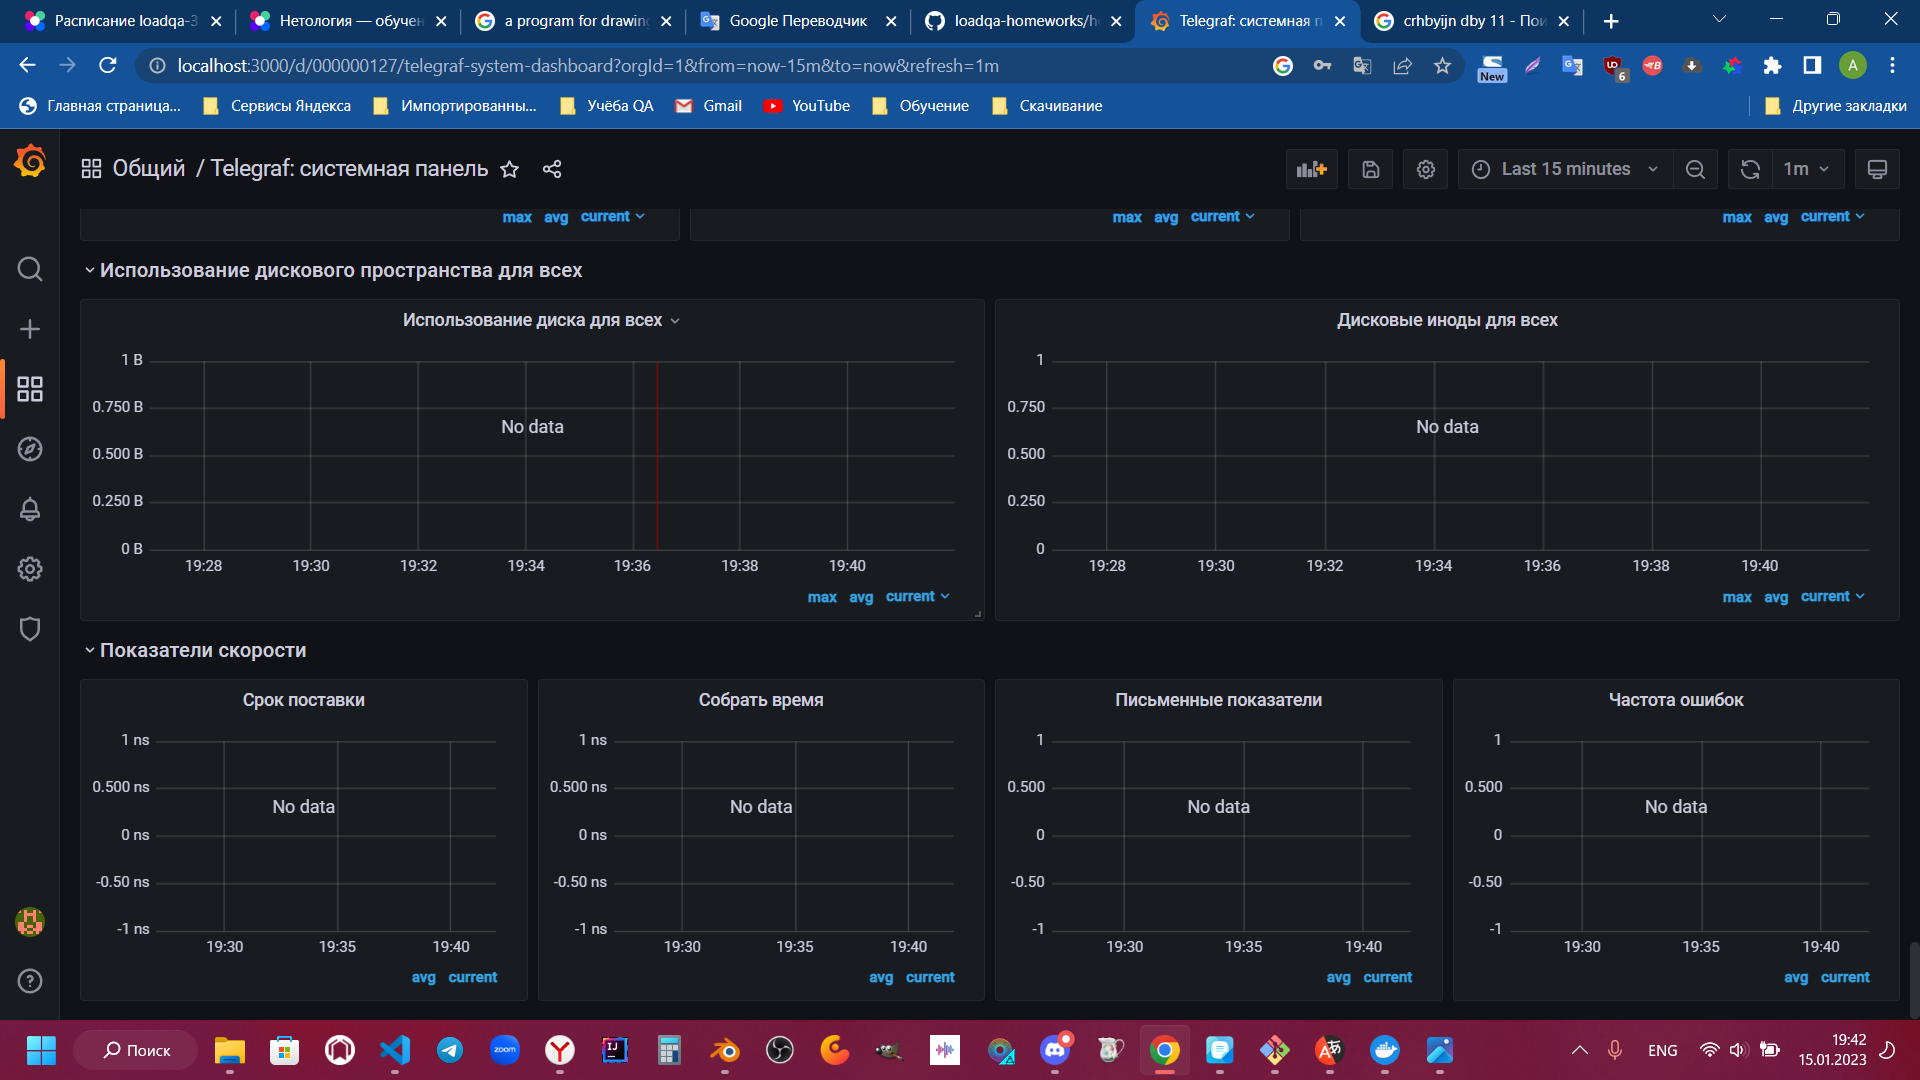 Расписание loadqa-3
Нетология — обучен
a program for drawing
Google Переводчик
loadqa-homeworks/h
Telegraf: системная п
crhbyijn dby 11 - Пои
localhost:3000/d/000000127/telegraf-system-dashboard?orgId=1&from=now-15m&to=now&refresh=1m
New
6
A
Главная страница...
Сервисы Яндекса
Импортированны...
Учёба QA
Gmail
YouTube
Обучение
Скачивание
Другие закладки
Общий / Telegraf: системная панель
Last 15 minutes
1m
max avg current
max avg current
max avg current
Использование дискового пространства для всех
Использование диска для всех
1 B
0.750 B
0.500 B
0.250 B
0 B
No data
19:28 19:30 19:32 19:34 19:36 19:38 19:40
max avg current
Дисковые иноды для всех
1
0.750
0.500
0.250
0
No data
19:28 19:30 19:32 19:34 19:36 19:38 19:40
max avg current
Показатели скорости
Срок поставки
1 ns
0.500 ns
0 ns
-0.50 ns
-1 ns
No data
19:30 19:35 19:40
avg current
Собрать время
1 ns
0.500 ns
0 ns
-0.50 ns
-1 ns
No data
19:30 19:35 19:40
avg current
Письменные показатели
1
0.500
0
-0.50
-1
No data
19:30 19:35 19:40
avg current
Частота ошибок
1
0.500
0
-0.50
-1
No data
19:30 19:35 19:40
avg current
Поиск
zoom
IJ
ENG
19:42
15.01.2023